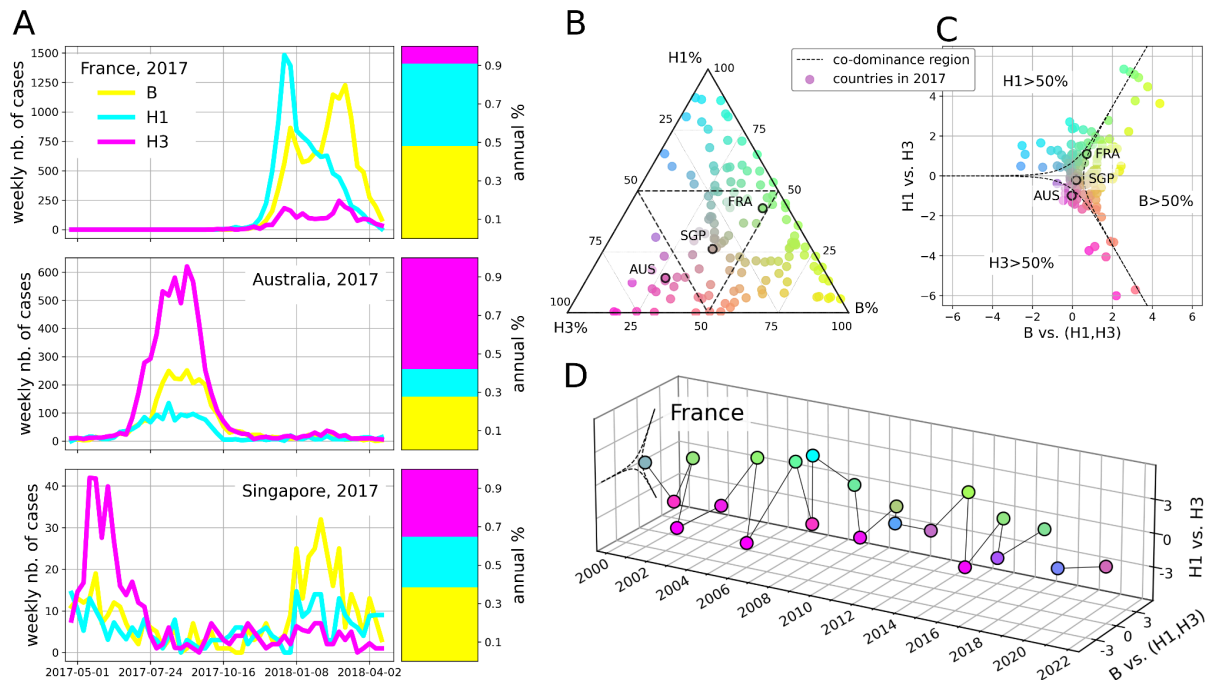 A
weekly nb. of cases
1500
1250
1000
750
500
250
0
France, 2017
B
H1
H3
0.9
0.7
0.5
0.3
0.1
annual %
weekly nb. of cases
600
500
400
300
200
100
0
Australia, 2017
0.9
0.7
0.5
0.3
0.1
annual %
weekly nb. of cases
40
30
20
10
0
Singapore, 2017
0.9
0.7
0.5
0.3
0.1
annual %
2017-05-01 2017-07-24 2017-10-16 2018-01-08 2018-04-02
B
H1%
100
25
75
50
50
FRA
SGP
75
25
AUS
100
H3%
25
50
75
100
B%
co-dominance region
countries in 2017
C
H1 vs. H3
4
2
0
−2
−4
−6
H1>50%
FRA
SGP
AUS
B>50%
H3>50%
−6 −4 −2 0 2 4 6
B vs. (H1,H3)
D
France
2000
2002
2004
2006
2008
2010
2012
2014
2016
2018
2020
2022
-3
0
3
B vs. (H1,H3)
3
0
-3
H1 vs. H3